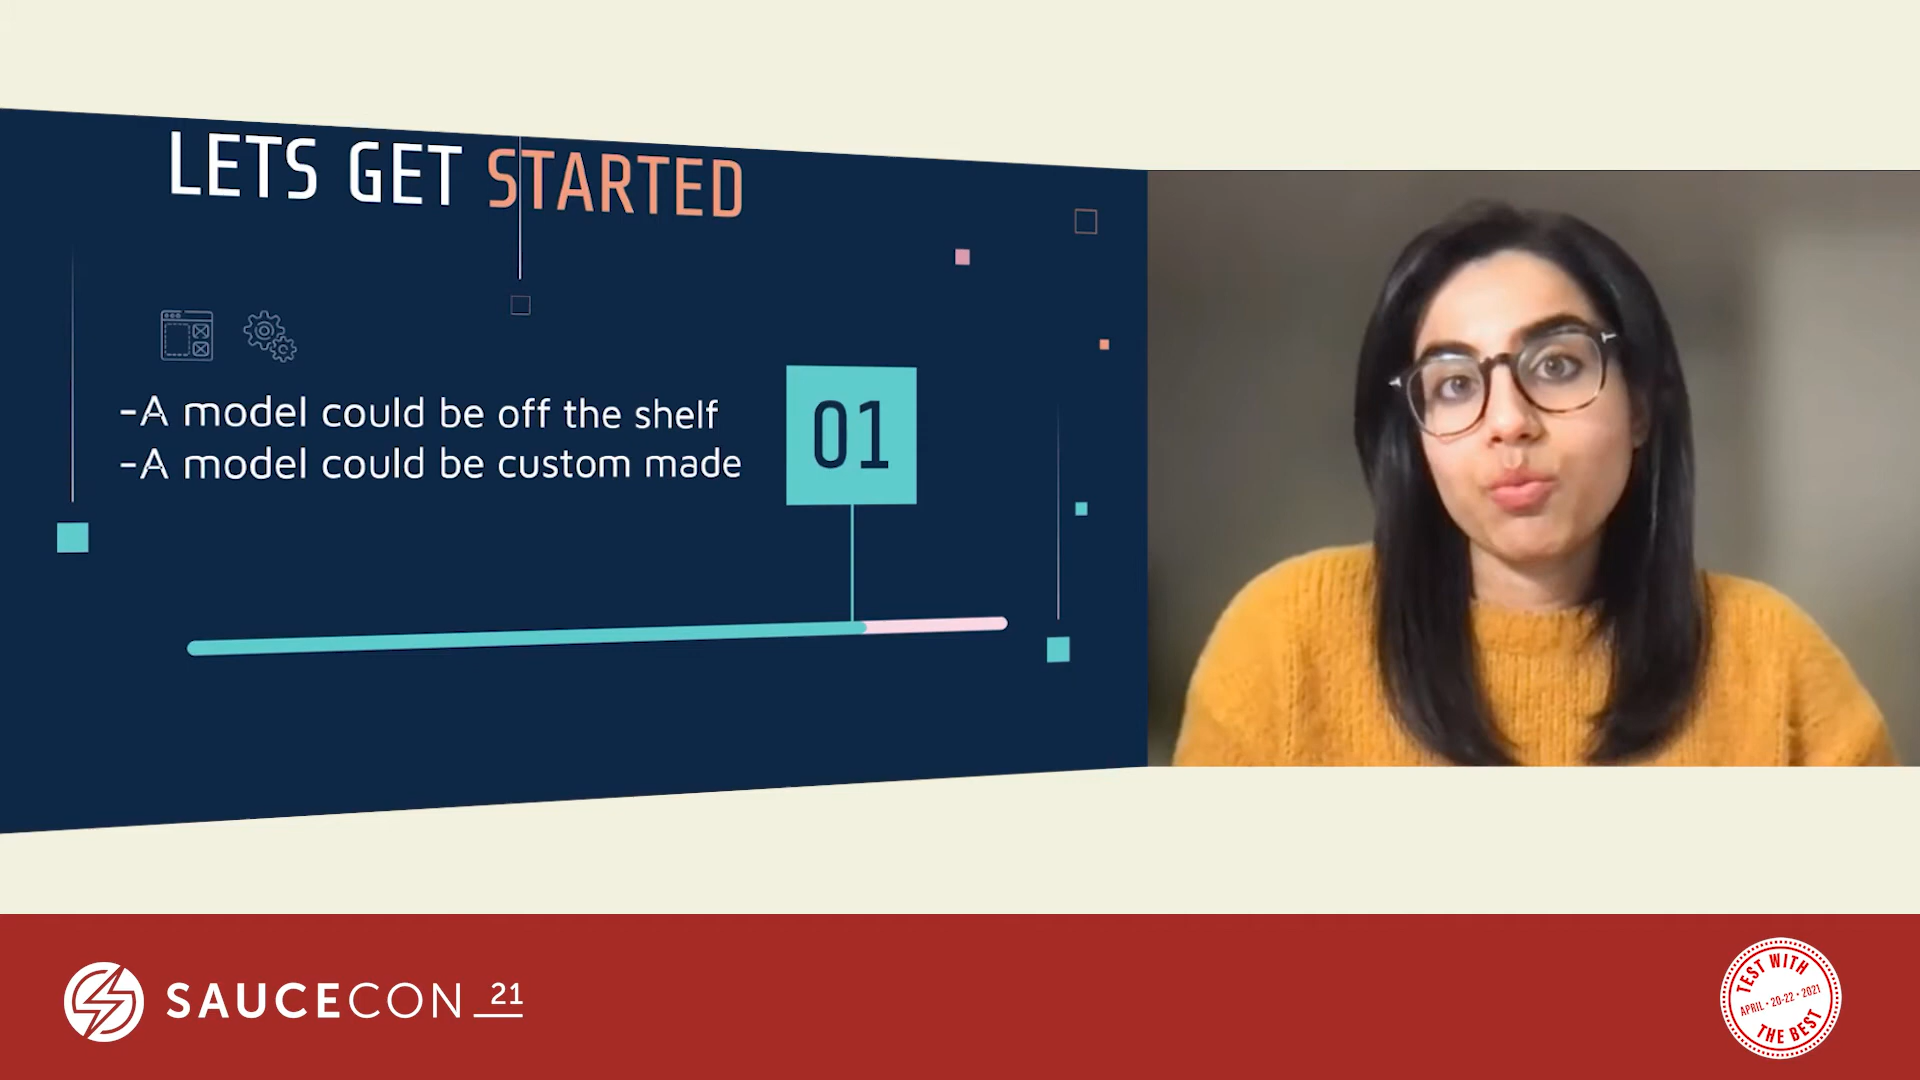 LETS GET STARTED
-A model could be off the shelf
-A model could be custom made
01
SAUCECON 21
TEST WITH
APRIL • 20-22 • 2021
THE BEST